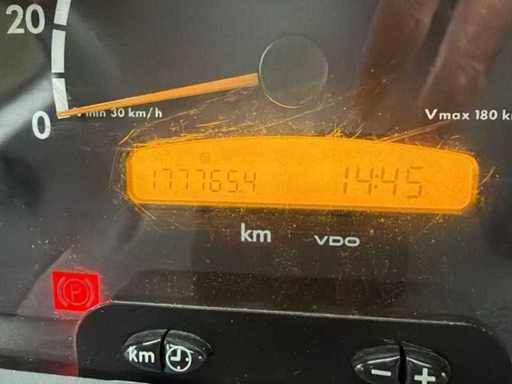 20
0
V min 30 km/h
Vmax 180 km
177765.4 14:45
km VDO
P
km - +